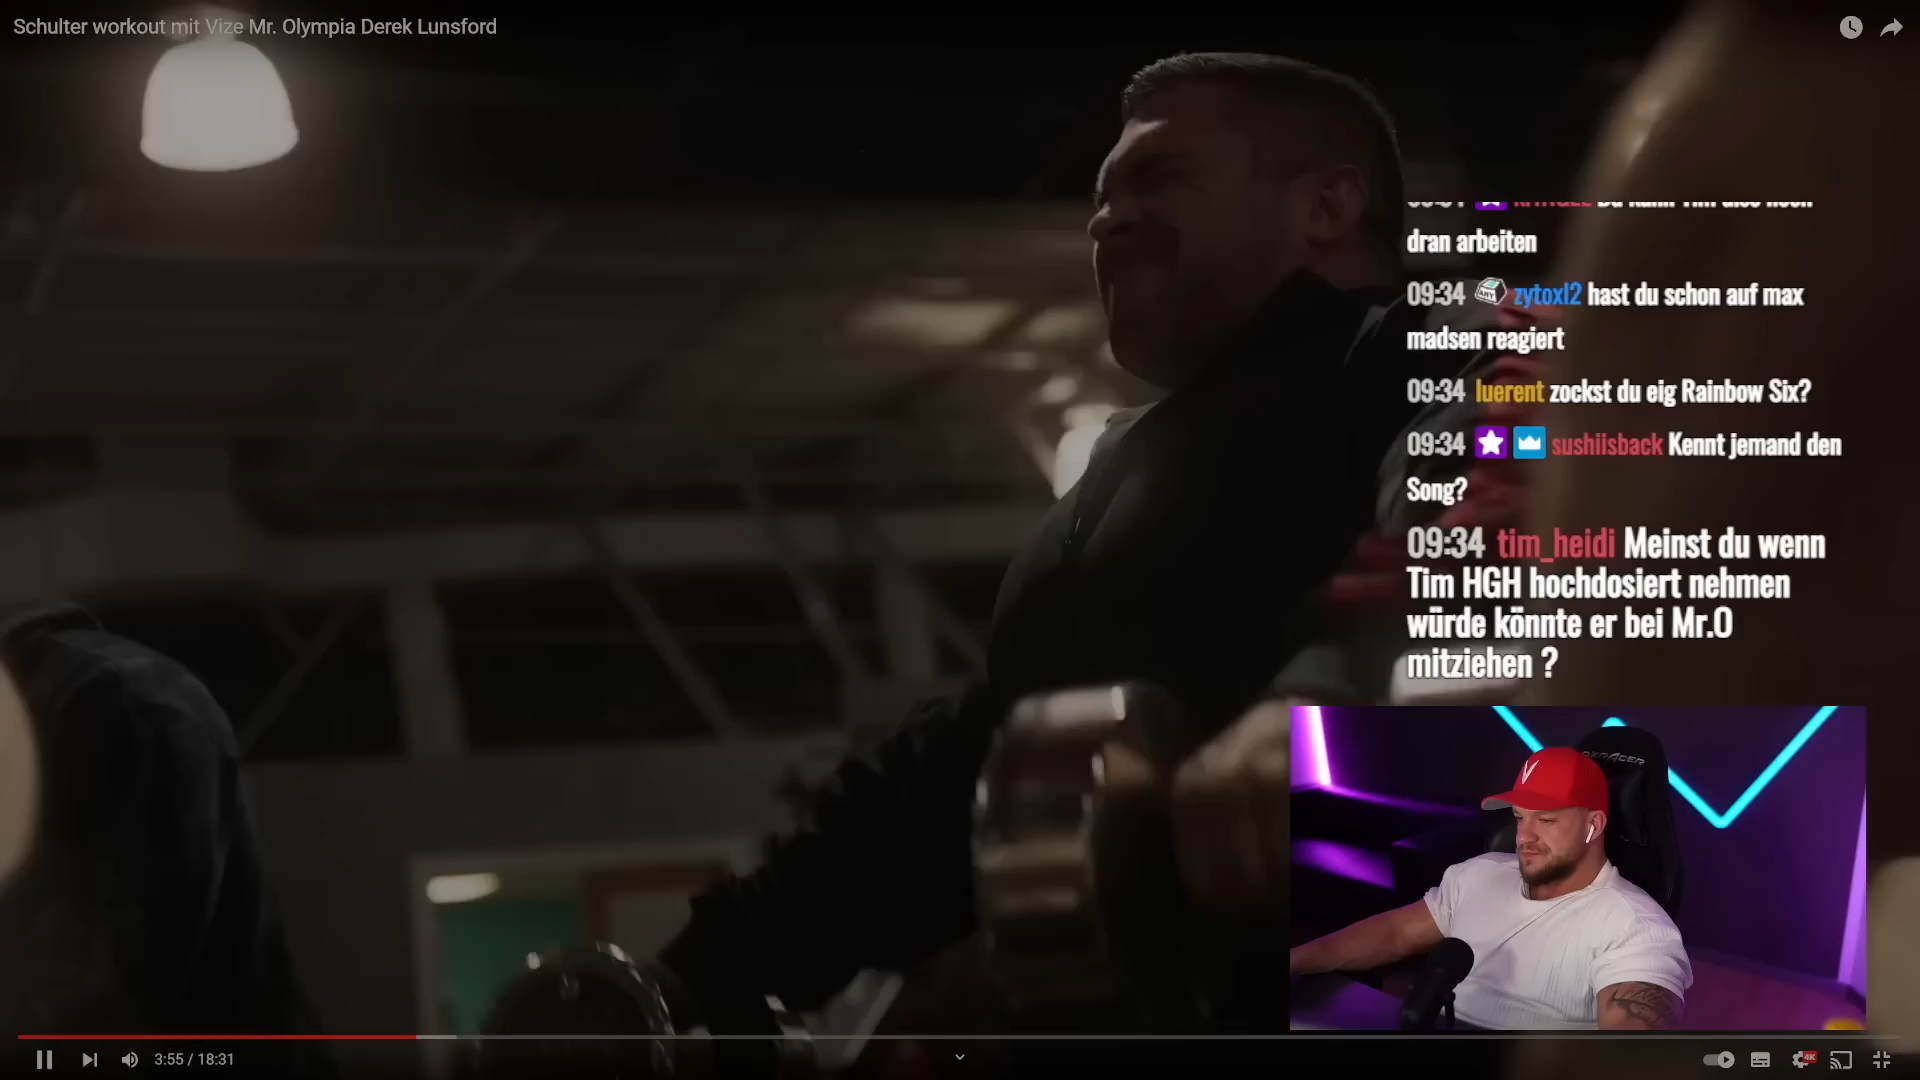 Schulter workout mit Vize Mr. Olympia Derek Lunsford
dran arbeiten
09:34 zytoxl2 hast du schon auf max
madsen reagiert
09:34 luerent zockst du eig Rainbow Six?
09:34 sushiisback Kennt jemand den
Song?
09:34 tim_heidi Meinst du wenn
Tim HGH hochdosiert nehmen
würde könnte er bei Mr.O
mitziehen ?
3:55 / 18:31
4K